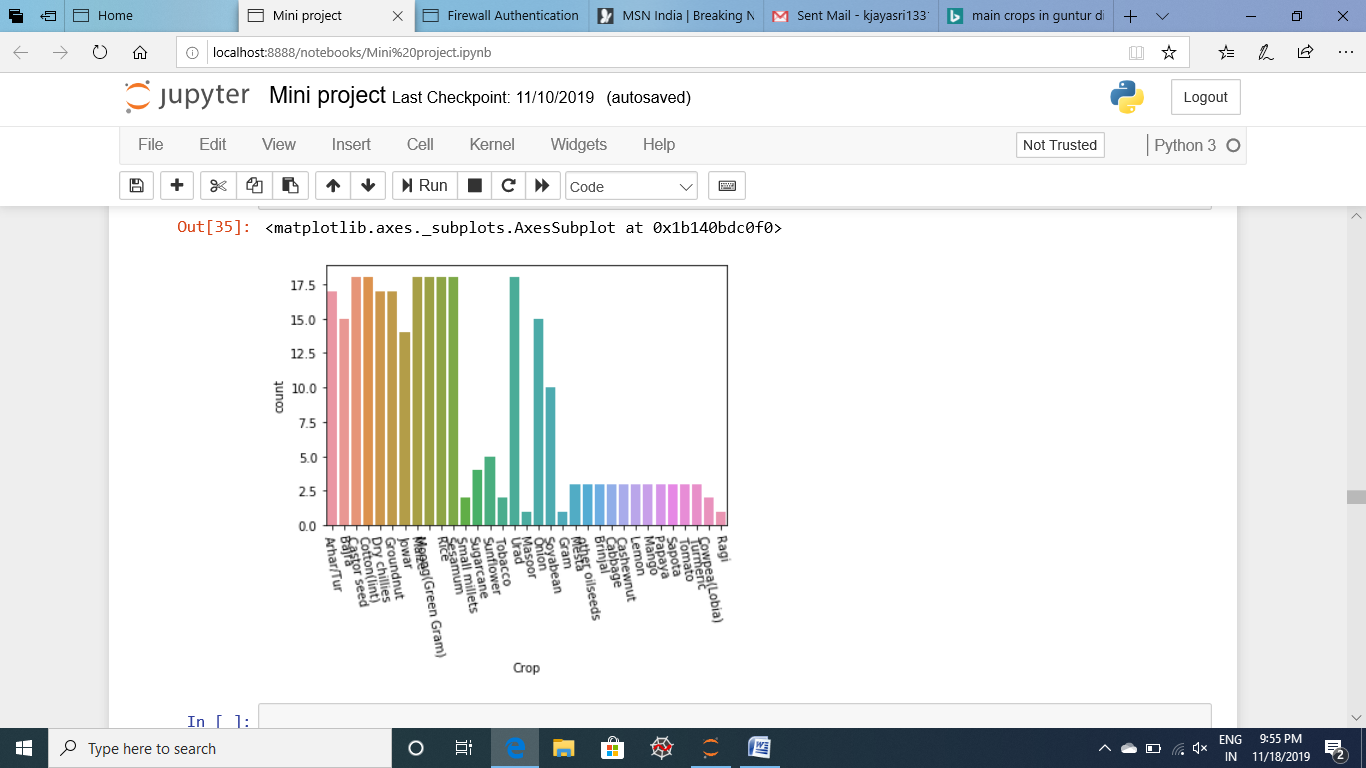 Home
Mini project
Firewall Authentication
MSN India | Breaking N
Sent Mail - kjayasri133
main crops in guntur di
localhost:8888/notebooks/Mini%20project.ipynb
jupyter Mini project Last Checkpoint: 11/10/2019 (autosaved)
Logout
File Edit View Insert Cell Kernel Widgets Help
Not Trusted
Python 3
Run
Code
Out[35]: <matplotlib.axes._subplots.AxesSubplot at 0x1b140bdc0f0>
17.5
15.0
12.5
10.0
7.5
5.0
2.5
0.0
count
Arhar/Tur
Bajra
Castor seed
Cotton(lint)
Dry chillies
Groundnut
Jowar
Maize
Moong(Green Gram)
Rice
Sesamum
Small millets
Sugarcane
Sunflower
Tobacco
Urad
Masoor
Onion
Soyabean
Gram
Mesta
other oilseeds
Brinjal
Cabbage
Cashewnut
Lemon
Mango
Papaya
Sapota
Tomato
Turmeric
Cowpea(Lobia)
Ragi
Crop
In [ ]:
Type here to search
ENG
IN
9:55 PM
11/18/2019
2